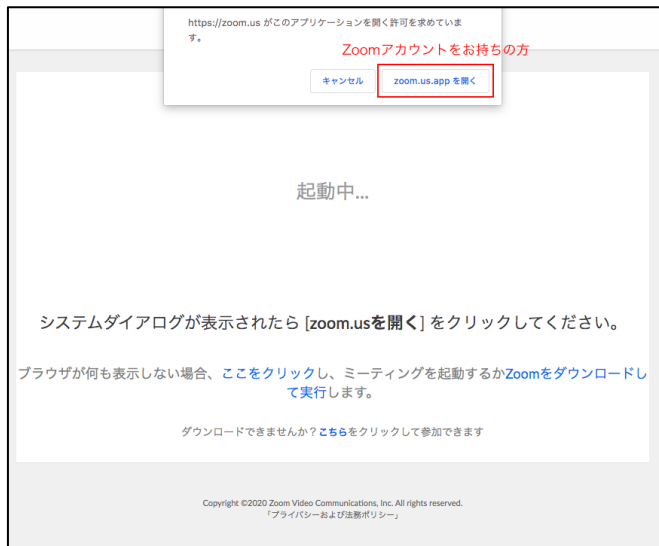 https://zoom.us がこのアプリケーションを開く許可を求めていま
す。
Zoomアカウントをお持ちの方
キャンセル
zoom.us.app を開く
起動中...
システムダイアログが表示されたら [zoom.usを開く] をクリックしてください。
ブラウザが何も表示しない場合、ここをクリックし、ミーティングを起動するかZoomをダウンロードし
て実行します。
ダウンロードできませんか？こちらをクリックして参加できます
Copyright ©2020 Zoom Video Communications, Inc. All rights reserved.
「プライバシーおよび法務ポリシー」